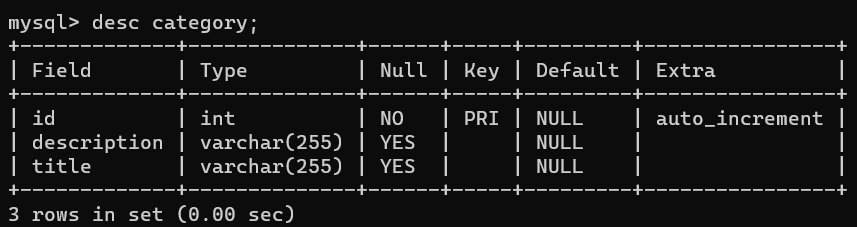 mysql> desc category;
+-------------+--------------+------+-----+---------+----------------+
| Field       | Type         | Null | Key | Default | Extra          |
+-------------+--------------+------+-----+---------+----------------+
| id          | int          | NO   | PRI | NULL    | auto_increment |
| description | varchar(255) | YES  |     | NULL    |                |
| title       | varchar(255) | YES  |     | NULL    |                |
+-------------+--------------+------+-----+---------+----------------+
3 rows in set (0.00 sec)